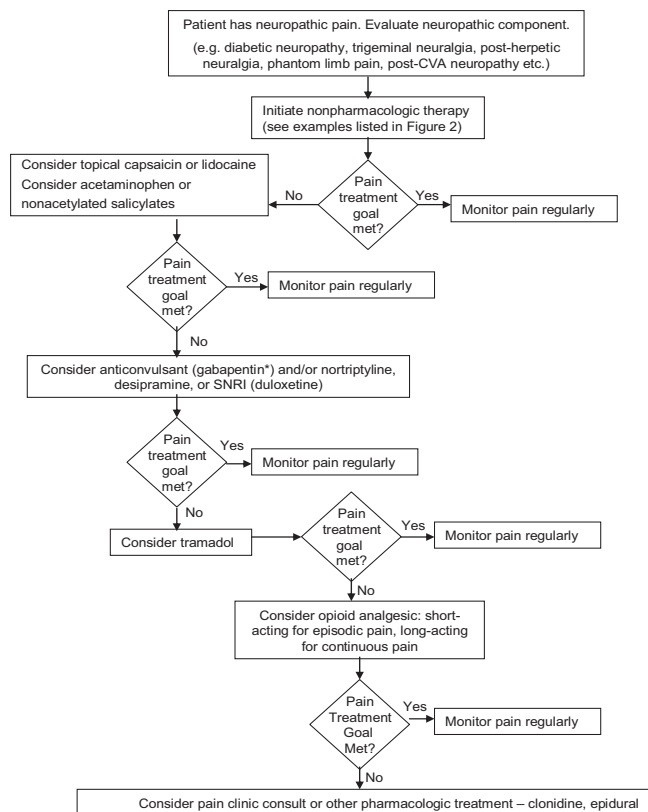 Patient has neuropathic pain. Evaluate neuropathic component.
(e.g. diabetic neuropathy, trigeminal neuralgia, post-herpetic
neuralgia, phantom limb pain, post-CVA neuropathy etc.)
Initiate nonpharmacologic therapy
(see examples listed in Figure 2)
Pain
treatment
goal
met?
Yes
Monitor pain regularly
No
Consider topical capsaicin or lidocaine
Consider acetaminophen or
nonacetylated salicylates
Pain
treatment
goal
met?
Yes
Monitor pain regularly
No
Consider anticonvulsant (gabapentin*) and/or nortriptyline,
desipramine, or SNRI (duloxetine)
Pain
treatment
goal
met?
Yes
Monitor pain regularly
No
Consider tramadol
Pain
treatment
goal
met?
Yes
Monitor pain regularly
No
Consider opioid analgesic: short-
acting for episodic pain, long-acting
for continuous pain
Pain
Treatment
Goal
Met?
Yes
Monitor pain regularly
No
Consider pain clinic consult or other pharmacologic treatment – clonidine, epidural